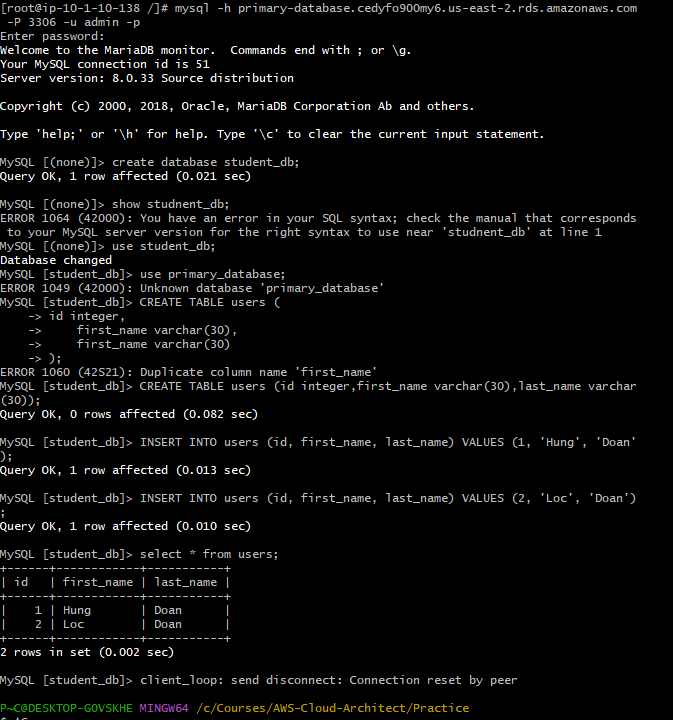 [root@ip-10-1-10-138 /]# mysql -h primary-database.cedyfo900my6.us-east-2.rds.amazonaws.com
 -P 3306 -u admin -p
Enter password:
Welcome to the MariaDB monitor.  Commands end with ; or \g.
Your MySQL connection id is 51
Server version: 8.0.33 Source distribution

Copyright (c) 2000, 2018, Oracle, MariaDB Corporation Ab and others.

Type 'help;' or '\h' for help. Type '\c' to clear the current input statement.

MySQL [(none)]> create database student_db;
Query OK, 1 row affected (0.021 sec)

MySQL [(none)]> show studnent_db;
ERROR 1064 (42000): You have an error in your SQL syntax; check the manual that corresponds
 to your MySQL server version for the right syntax to use near 'studnent_db' at line 1
MySQL [(none)]> use student_db;
Database changed
MySQL [student_db]> use primary_database;
ERROR 1049 (42000): Unknown database 'primary_database'
MySQL [student_db]> CREATE TABLE users (
    -> id integer,
    ->     first_name varchar(30),
    ->     first_name varchar(30)
    -> );
ERROR 1060 (42S21): Duplicate column name 'first_name'
MySQL [student_db]> CREATE TABLE users (id integer,first_name varchar(30),last_name varchar
(30));
Query OK, 0 rows affected (0.082 sec)

MySQL [student_db]> INSERT INTO users (id, first_name, last_name) VALUES (1, 'Hung', 'Doan'
);
Query OK, 1 row affected (0.013 sec)

MySQL [student_db]> INSERT INTO users (id, first_name, last_name) VALUES (2, 'Loc', 'Doan')
;
Query OK, 1 row affected (0.010 sec)

MySQL [student_db]> select * from users;
+------+------------+-----------+
| id   | first_name | last_name |
+------+------------+-----------+
|    1 | Hung       | Doan      |
|    2 | Loc        | Doan      |
+------+------------+-----------+
2 rows in set (0.002 sec)

MySQL [student_db]> client_loop: send disconnect: Connection reset by peer

P~C@DESKTOP-GOVSKHE MINGW64 /c/Courses/AWS-Cloud-Architect/Practice